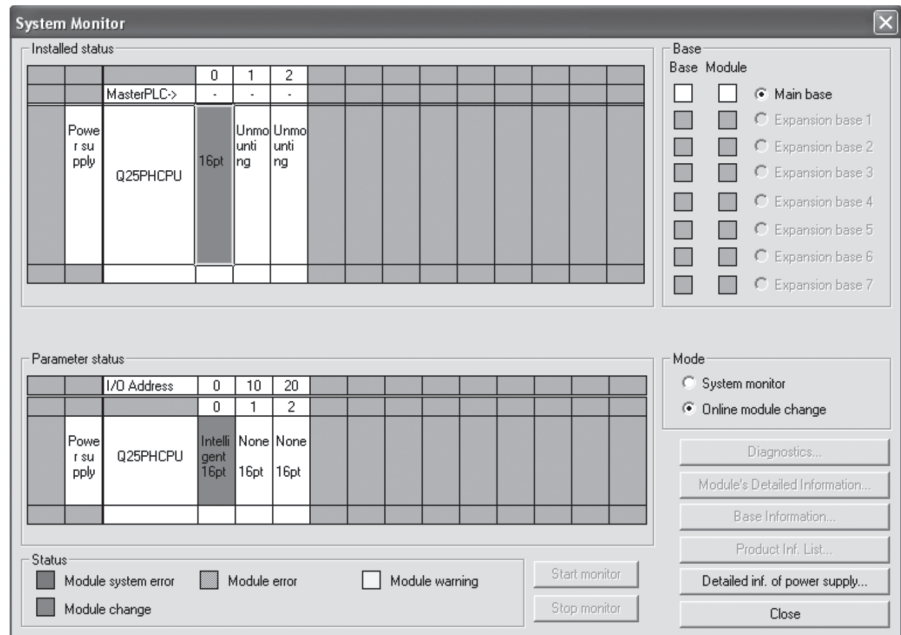 System Monitor
Installed status
0 1 2
MasterPLC-> - - -
Powe
r su
pply
Q25PHCPU
16pt
Unmo
unti
ng
Unmo
unti
ng
Base
Base Module
Main base
Expansion base 1
Expansion base 2
Expansion base 3
Expansion base 4
Expansion base 5
Expansion base 6
Expansion base 7
Parameter status
I/O Address 0 10 20
0 1 2
Powe
r su
pply
Q25PHCPU
Intelli
gent
16pt
None
16pt
None
16pt
Mode
System monitor
Online module change
Diagnostics...
Module's Detailed Information...
Base Information...
Product Inf. List...
Detailed inf. of power supply...
Close
Status
Module system error Module error Module warning
Module change
Start monitor
Stop monitor